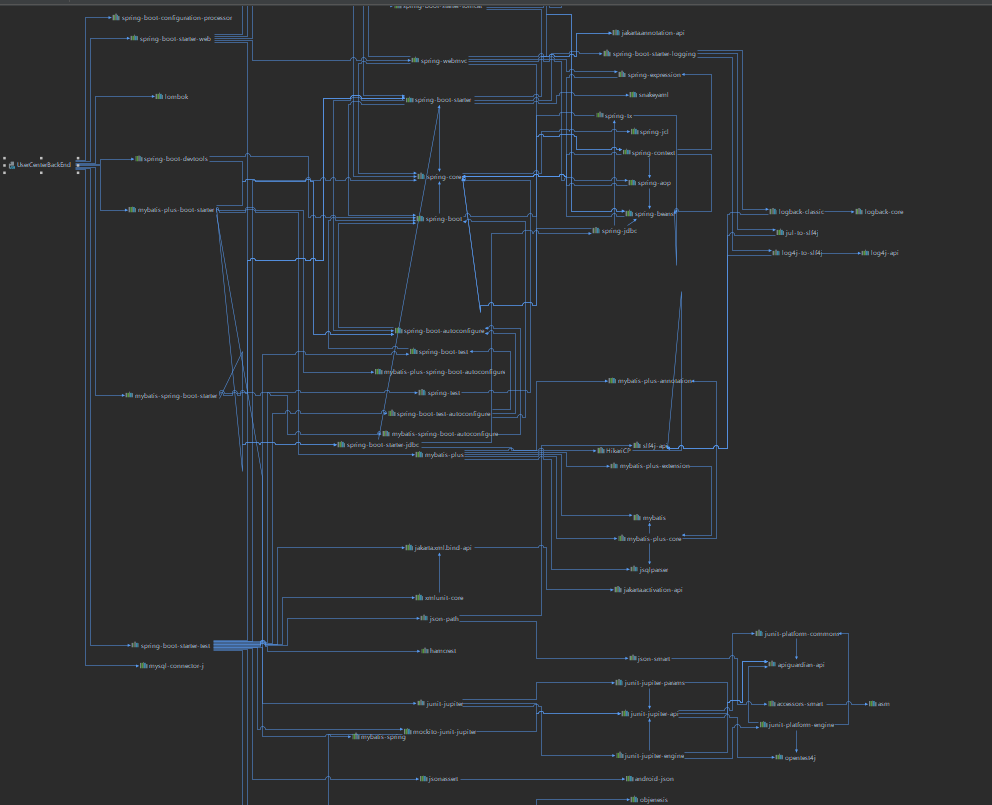 spring-boot-starter-tomcat
spring-boot-configuration-processor
jakarta.annotation-api
spring-boot-starter-web
spring-boot-starter-logging
spring-webmvc
spring-expression
lombok
snakeyaml
spring-boot-starter
spring-tx
spring-jcl
spring-context
spring-boot-devtools
UserCenterBackEnd
spring-core
spring-aop
mybatis-plus-boot-starter
spring-beans
logback-classic
logback-core
spring-boot
spring-jdbc
jul-to-slf4j
log4j-to-slf4j
log4j-api
spring-boot-autoconfigure
spring-boot-test
mybatis-plus-spring-boot-autoconfigure
mybatis-plus-annotation
spring-test
mybatis-spring-boot-starter
spring-boot-test-autoconfigure
mybatis-spring-boot-autoconfigure
spring-boot-starter-jdbc
slf4j-api
HikariCP
mybatis-plus
mybatis-plus-extension
mybatis
mybatis-plus-core
jakarta.xml.bind-api
jsqlparser
jakarta.activation-api
xmlunit-core
json-path
junit-platform-commons
spring-boot-starter-test
hamcrest
json-smart
apiguardian-api
mysql-connector-j
junit-jupiter-params
junit-jupiter
accessors-smart
asm
junit-jupiter-api
junit-platform-engine
mockito-junit-jupiter
mybatis-spring
junit-jupiter-engine
opentest4j
jsonassert
android-json
objenesis